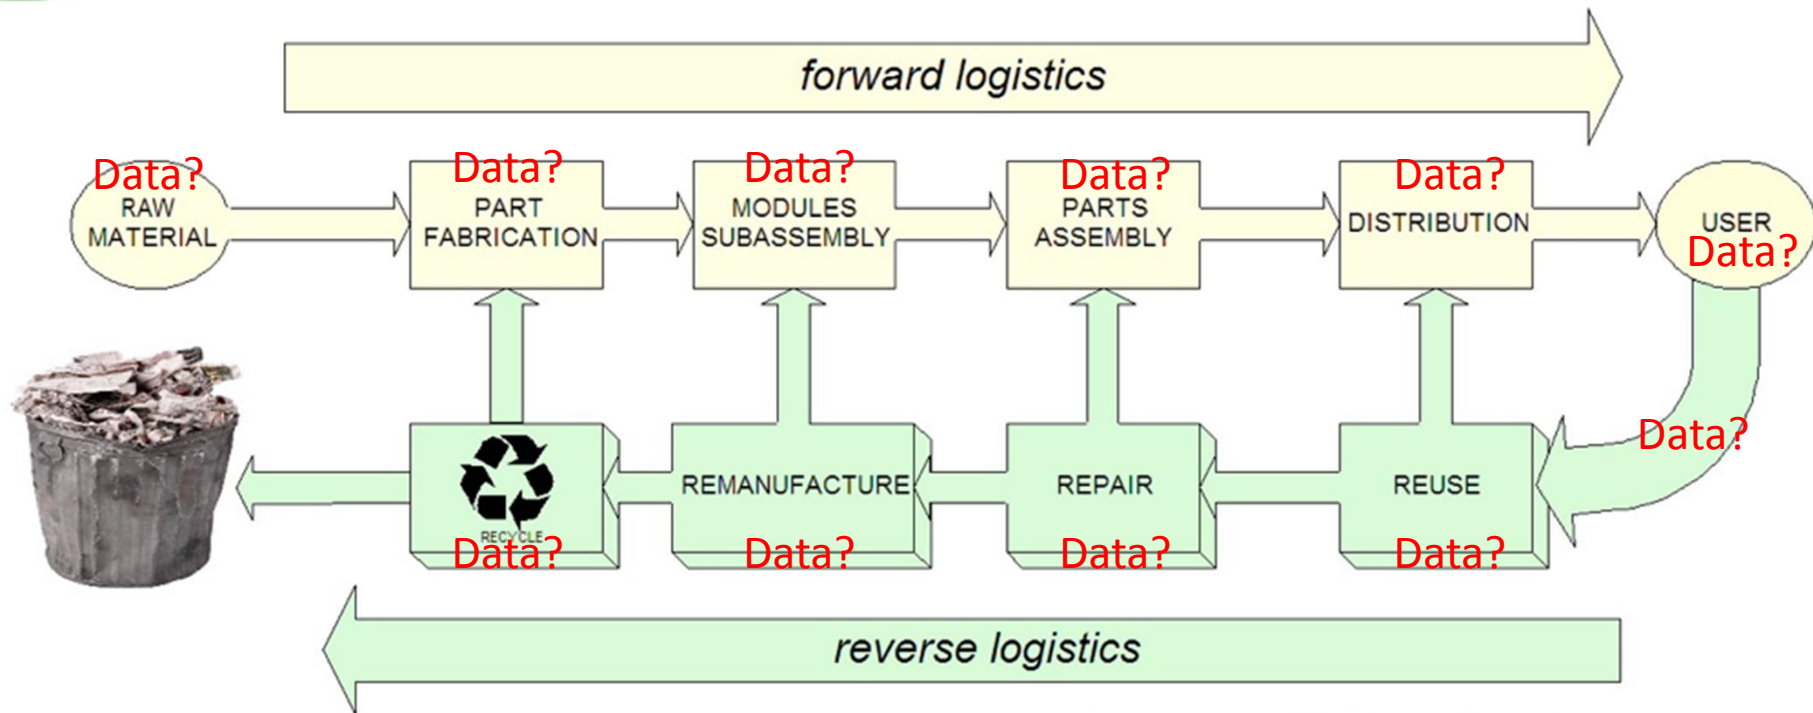 forward logistics
Data?
RAW
MATERIAL
Data?
PART
FABRICATION
Data?
MODULES
SUBASSEMBLY
Data?
PARTS
ASSEMBLY
Data?
DISTRIBUTION
USER
Data?
Data?
RECYCLE
Data?
REMANUFACTURE
Data?
REPAIR
Data?
REUSE
Data?
reverse logistics